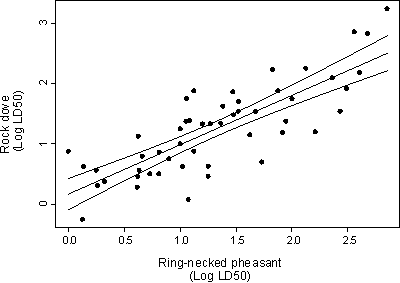 Rock dove
(Log LD50)
3
2
1
0
0.0 0.5 1.0 1.5 2.0 2.5
Ring-necked pheasant
(Log LD50)